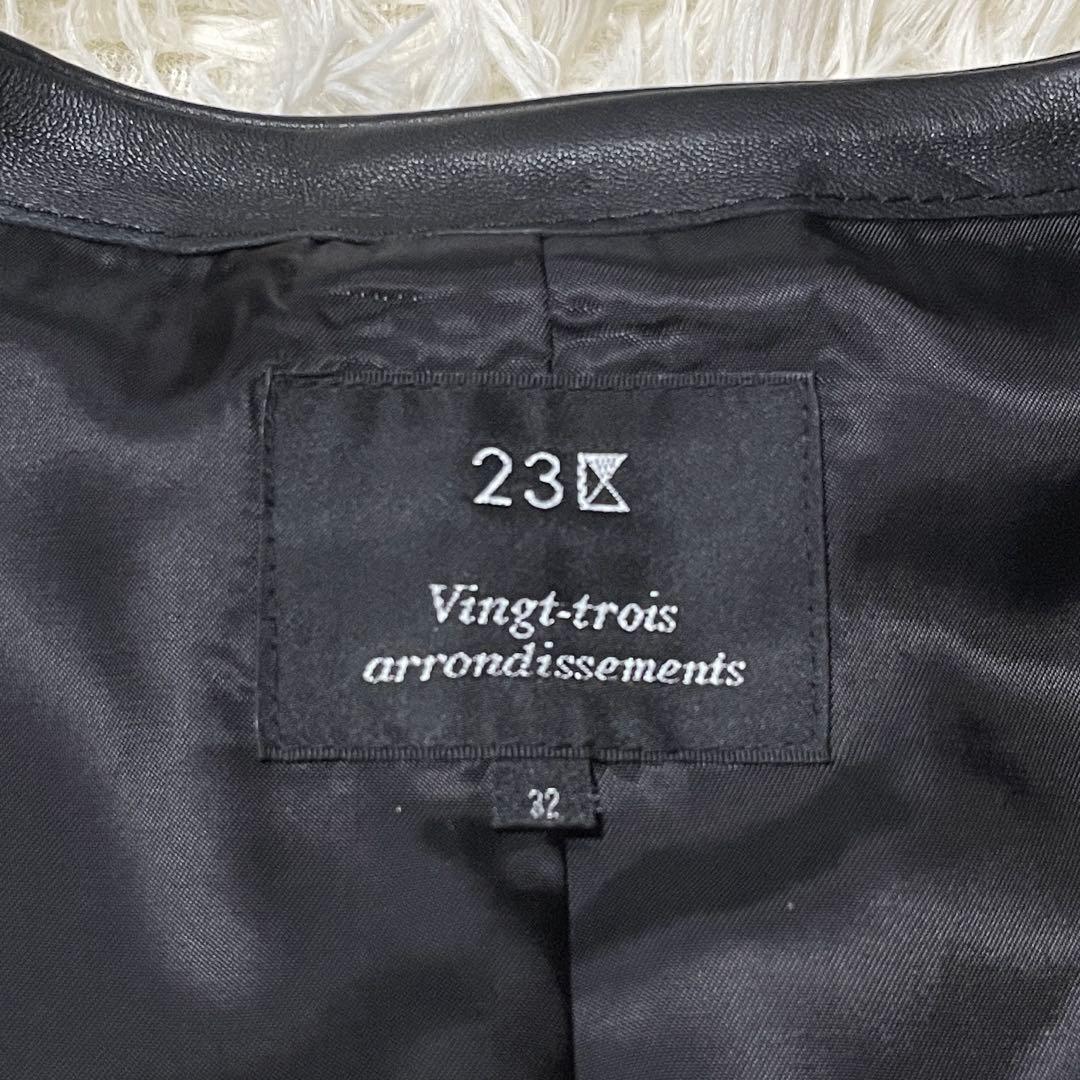 23区
Vingt-trois
arrondissements
32